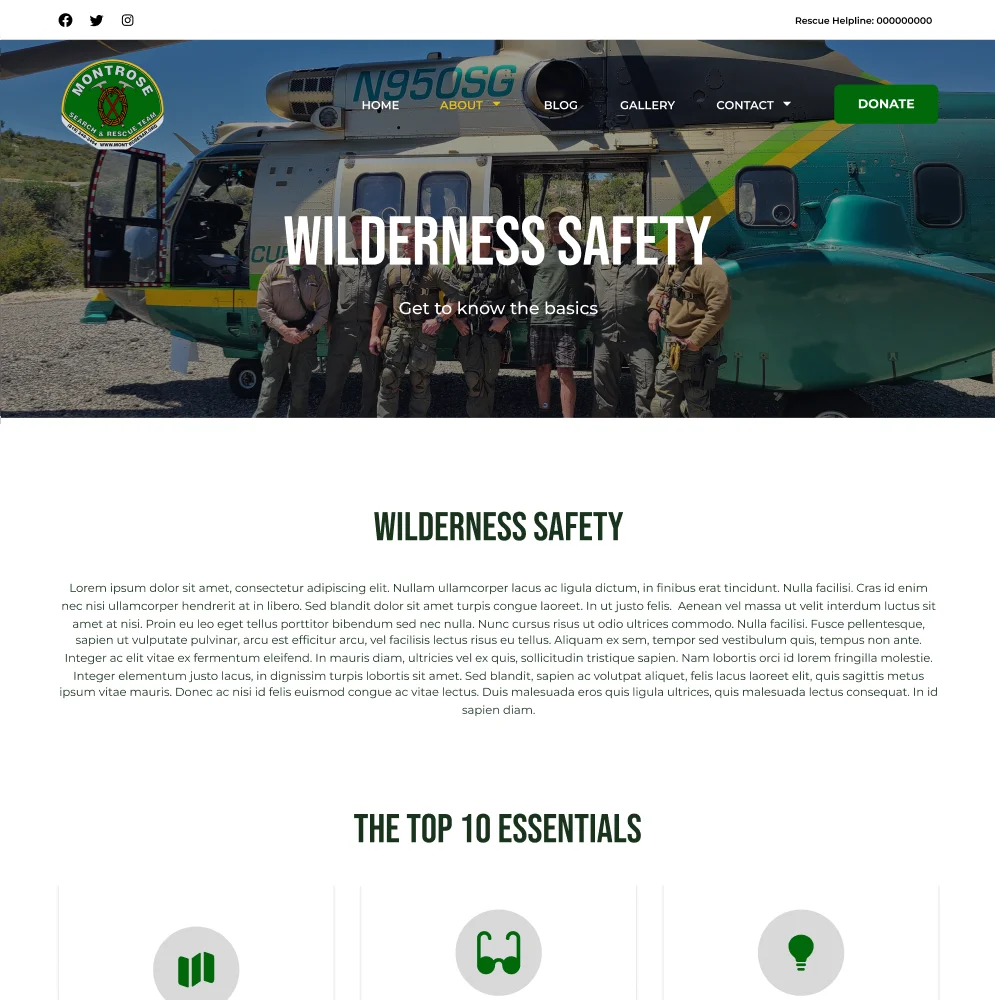 Rescue Helpline: 000000000
MONTROSE
SEARCH & RESCUE TEAM
N950SG
HOME
ABOUT
BLOG
GALLERY
CONTACT
DONATE
WILDERNESS SAFETY
Get to know the basics
WILDERNESS SAFETY
Lorem ipsum dolor sit amet, consectetur adipiscing elit. Nullam ullamcorper lacus ac ligula dictum, in finibus erat tincidunt. Nulla facilisi. Cras id enim
nec nisi ullamcorper hendrerit at in libero. Sed blandit dolor sit amet turpis congue laoreet. In ut justo felis.  Aenean vel massa ut velit interdum luctus sit
amet at nisi. Proin eu leo eget tellus porttitor bibendum sed nec nulla. Nunc cursus risus ut odio ultrices commodo. Nulla facilisi. Fusce pellentesque,
sapien ut vulputate pulvinar, arcu est efficitur arcu, vel facilisis lectus risus eu tellus. Aliquam ex sem, tempor sed vestibulum quis, tempus non ante.
Integer ac elit vitae ex fermentum eleifend. In mauris diam, ultricies vel ex quis, sollicitudin tristique sapien. Nam lobortis orci id lorem fringilla molestie.
Integer elementum justo lacus, in dignissim turpis lobortis sit amet. Sed blandit, sapien ac volutpat aliquet, felis lacus laoreet elit, quis sagittis metus
ipsum vitae mauris. Donec ac nisi id felis euismod congue ac vitae lectus. Duis malesuada eros quis ligula ultrices, quis malesuada lectus consequat. In id
sapien diam.
THE TOP 10 ESSENTIALS